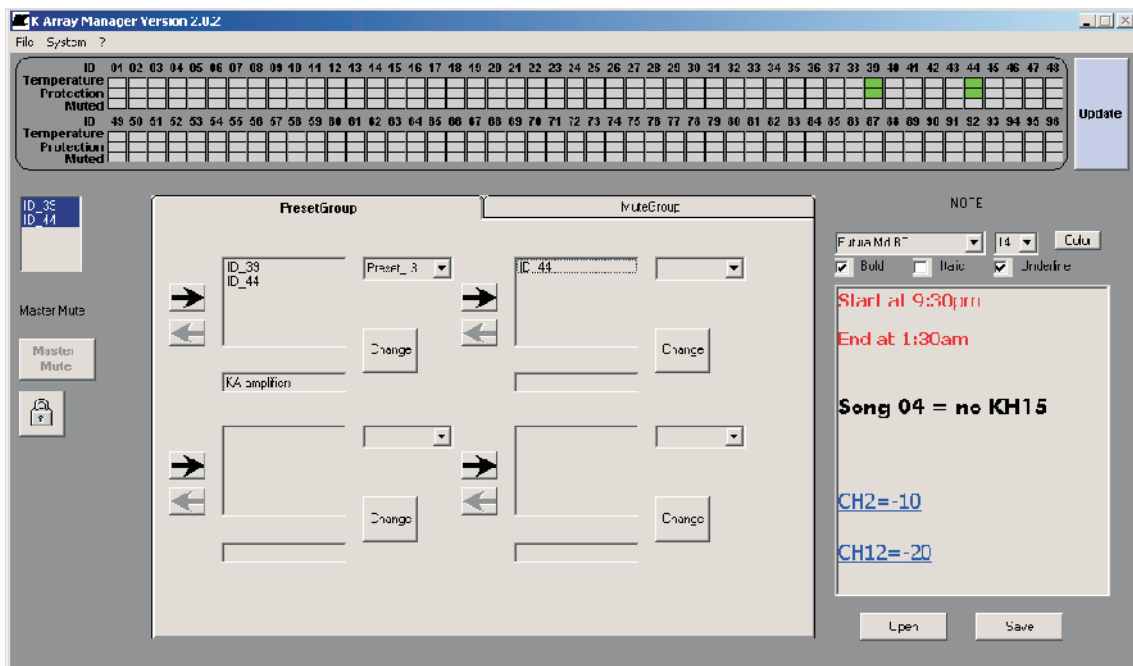 K Array Manager Version 2.0.2
File System ?
ID 01 02 03 04 05 06 07 08 09 10 11 12 13 14 15 16 17 18 19 20 21 22 23 24 25 26 27 28 29 30 31 32 33 34 35 36 37 38 39 40 41 42 43 44 45 46 47 48
Temperature
Protection
Muted
ID 49 50 51 52 53 54 55 56 57 58 59 60 61 62 63 64 65 66 67 68 69 70 71 72 73 74 75 76 77 78 79 80 81 82 83 84 85 86 87 88 89 90 91 92 93 94 95 96
Temperature
Protection
Muted
Update
ID_39
ID_44
Master Mute
Master
Mute
PresetGroup
MuteGroup
ID_39
ID_44
Preset_3
Change
KA amplifiers
ID_44
Change
Change
Change
NOTE
Futura Md BT
14
Color
Bold
Italic
Underline
Start at 9:30pm
End at 1:30am
Song 04 = no KH15
CH2=-10
CH12=-20
Open
Save